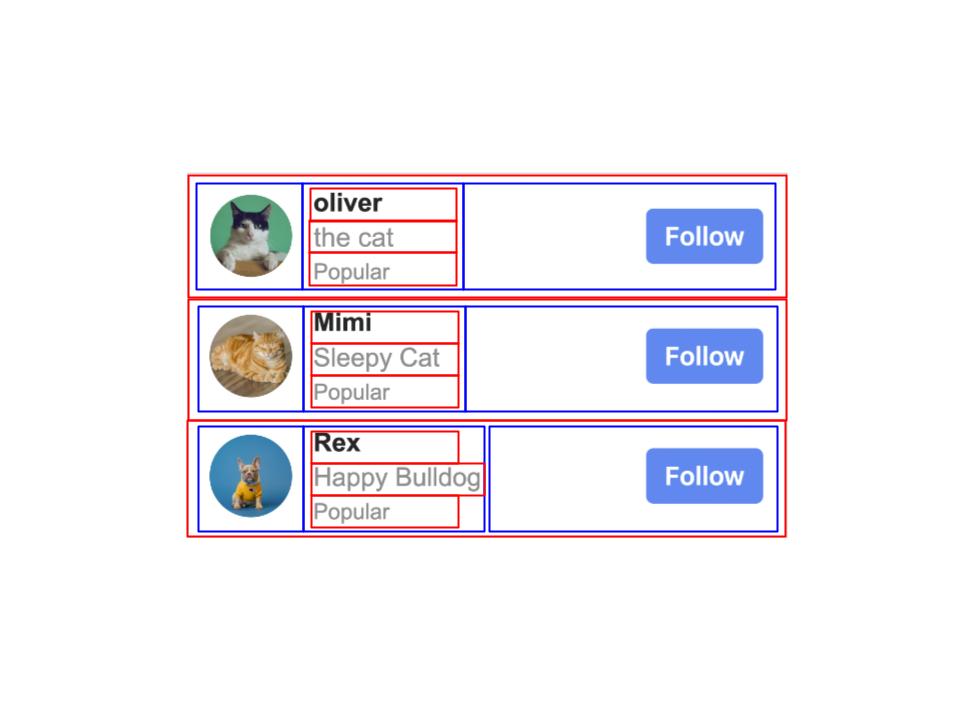 oliver
the cat
Popular
Follow
Mimi
Sleepy Cat
Popular
Follow
Rex
Happy Bulldog
Popular
Follow